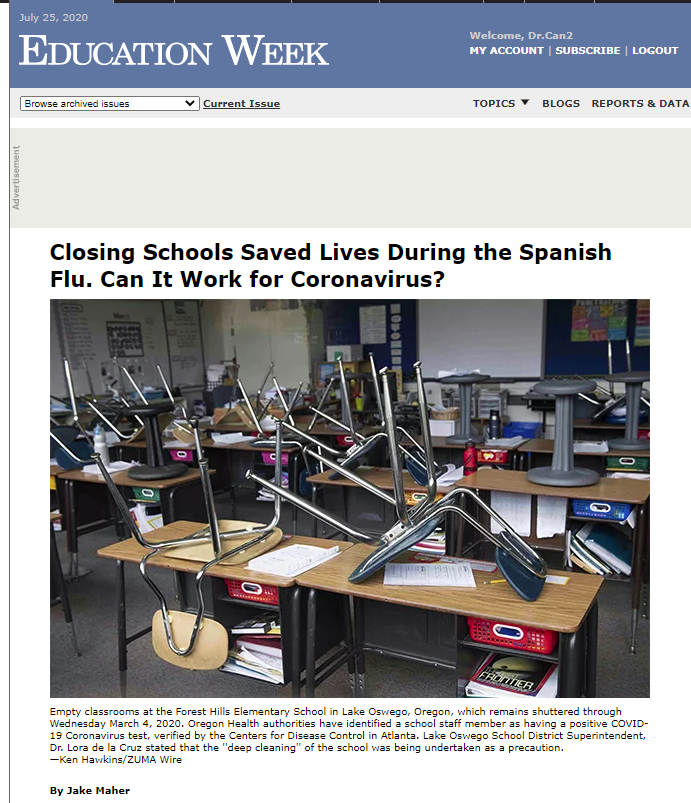 July 25, 2020
EDUCATION WEEK
Welcome, Dr.Can2
MY ACCOUNT | SUBSCRIBE | LOGOUT
Browse archived issues
Current Issue
TOPICS ▼ BLOGS REPORTS & DATA
Advertisement
Closing Schools Saved Lives During the Spanish
Flu. Can It Work for Coronavirus?
FRONTIER
Empty classrooms at the Forest Hills Elementary School in Lake Oswego, Oregon, which remains shuttered through
Wednesday March 4, 2020. Oregon Health authorities have identified a school staff member as having a positive COVID-
19 Coronavirus test, verified by the Centers for Disease Control in Atlanta. Lake Oswego School District Superintendent,
Dr. Lora de la Cruz stated that the "deep cleaning" of the school was being undertaken as a precaution.
—Ken Hawkins/ZUMA Wire
By Jake Maher